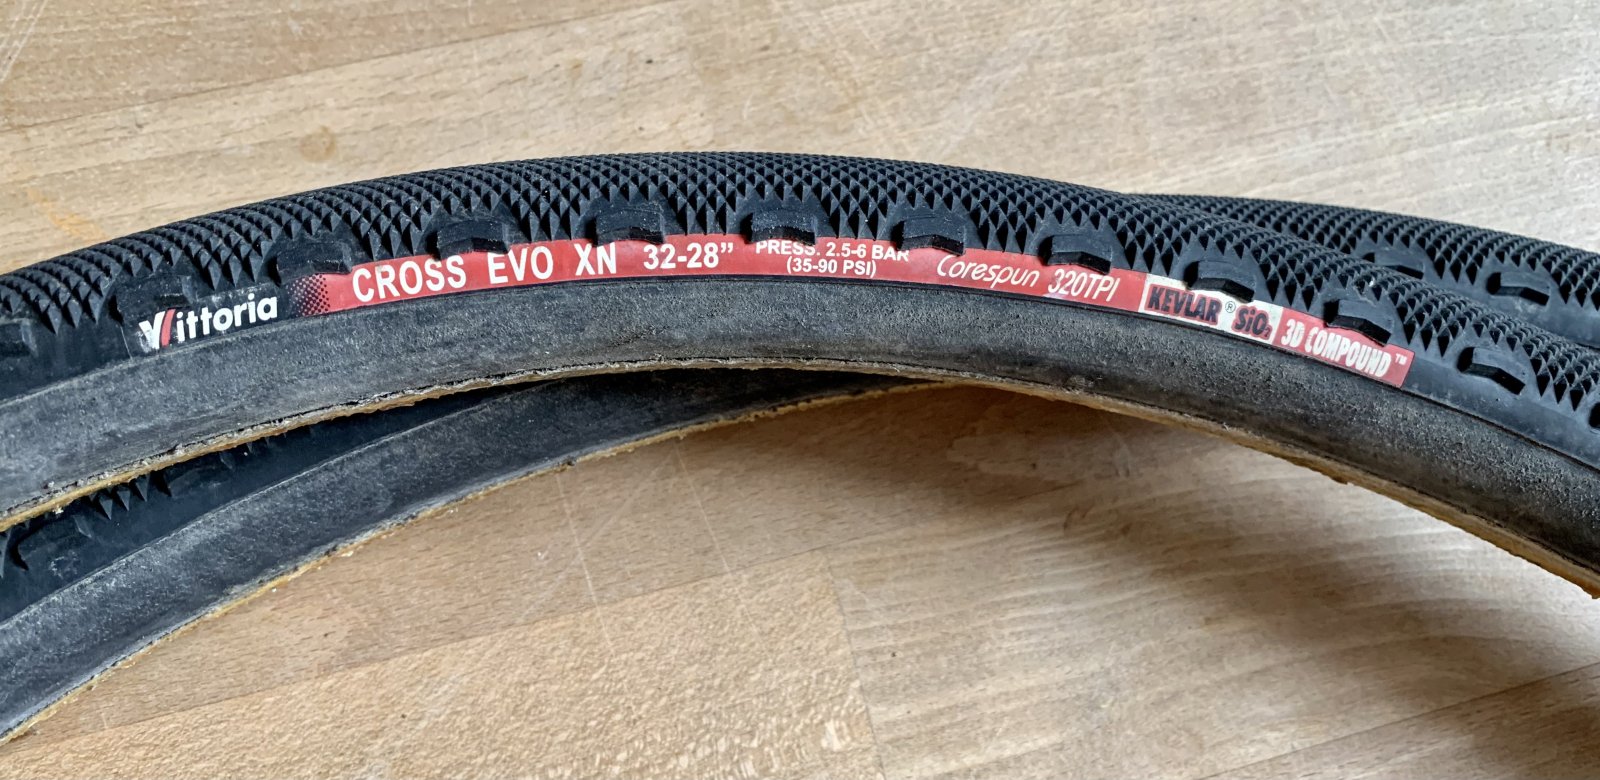 Vittoria CROSS EVO XN 32-28” PRESS. 2.5-6 BAR
(35-90 PSI)
Corespun 320TPI
KEVLAR® SiO₂ 3D COMPOUND™